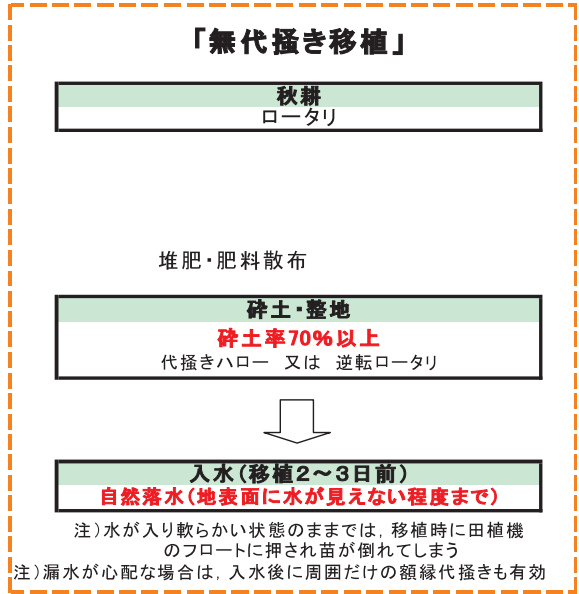 「無代掻き移植」
秋耕
ロータリ
堆肥・肥料散布
砕土・整地
砕土率70%以上
代掻きハロー　又は　逆転ロータリ
入水（移植２～３日前）
自然落水（地表面に水が見えない程度まで）
注）水が入り軟らかい状態のままでは，移植時に田植機
のフロートに押され苗が倒れてしまう
注）漏水が心配な場合は，入水後に周囲だけの額縁代掻きも有効